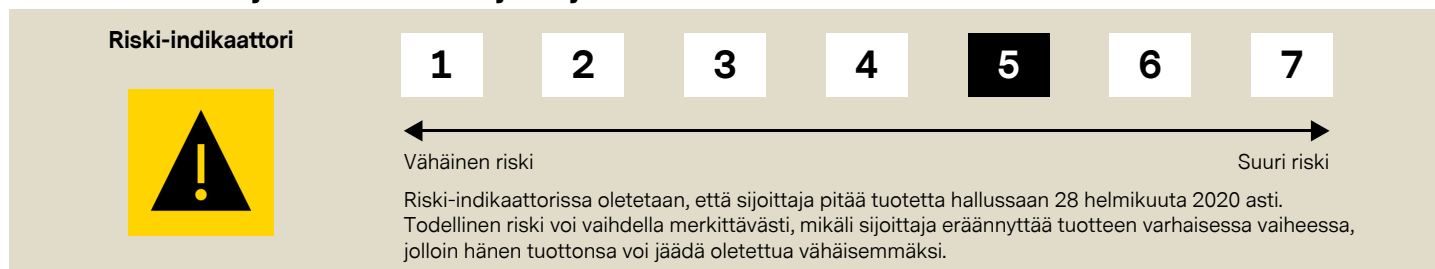 Riski-indikaattori
1 2 3 4 5 6 7
Vähäinen riski Suuri riski
Riski-indikaattorissa oletetaan, että sijoittaja pitää tuotetta hallussaan 28 helmikuuta 2020 asti.
Todellinen riski voi vaihdella merkittävästi, mikäli sijoittaja eräännyttää tuotteen varhaisessa vaiheessa,
jolloin hänen tuottonsa voi jäädä oletettua vähäisemmäksi.